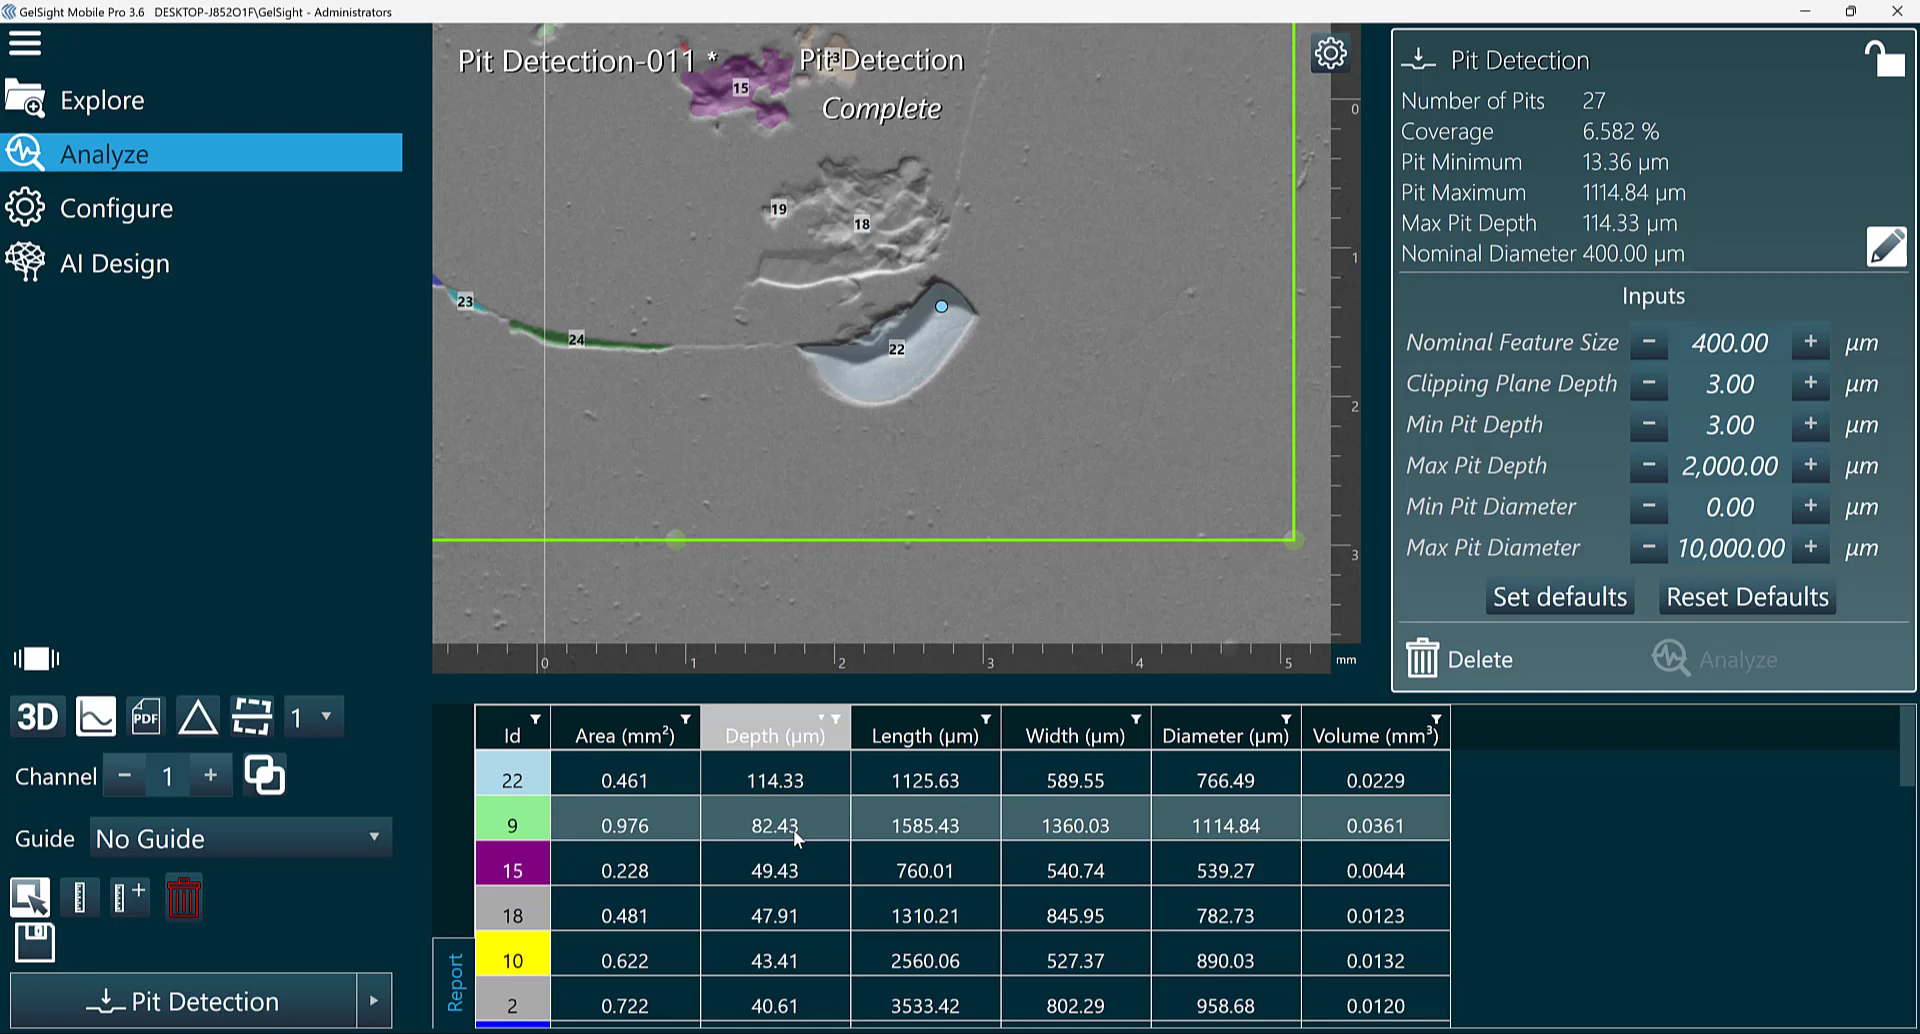 GelSight Mobile Pro 3.6 DESKTOP-J852O1F\GelSight - Administrators
Explore
Analyze
Configure
AI Design
3D
PDF
1
Channel - 1 +
Guide No Guide
Pit Detection
Pit Detection-011 *
Pit Detection
Complete
13
15
19
18
23
24
22
0
1
2
3
0 1 2 3 4 5 mm
Pit Detection
Number of Pits 27
Coverage 6.582 %
Pit Minimum 13.36 µm
Pit Maximum 1114.84 µm
Max Pit Depth 114.33 µm
Nominal Diameter 400.00 µm
Inputs
Nominal Feature Size - 400.00 + µm
Clipping Plane Depth - 3.00 + µm
Min Pit Depth - 3.00 + µm
Max Pit Depth - 2,000.00 + µm
Min Pit Diameter - 0.00 + µm
Max Pit Diameter - 10,000.00 + µm
Set defaults Reset Defaults
Delete Analyze
Report
Id Area (mm²) Depth (µm) Length (µm) Width (µm) Diameter (µm) Volume (mm³)
22 0.461 114.33 1125.63 589.55 766.49 0.0229
9 0.976 82.43 1585.43 1360.03 1114.84 0.0361
15 0.228 49.43 760.01 540.74 539.27 0.0044
18 0.481 47.91 1310.21 845.95 782.73 0.0123
10 0.622 43.41 2560.06 527.37 890.03 0.0132
2 0.722 40.61 3533.42 802.29 958.68 0.0120